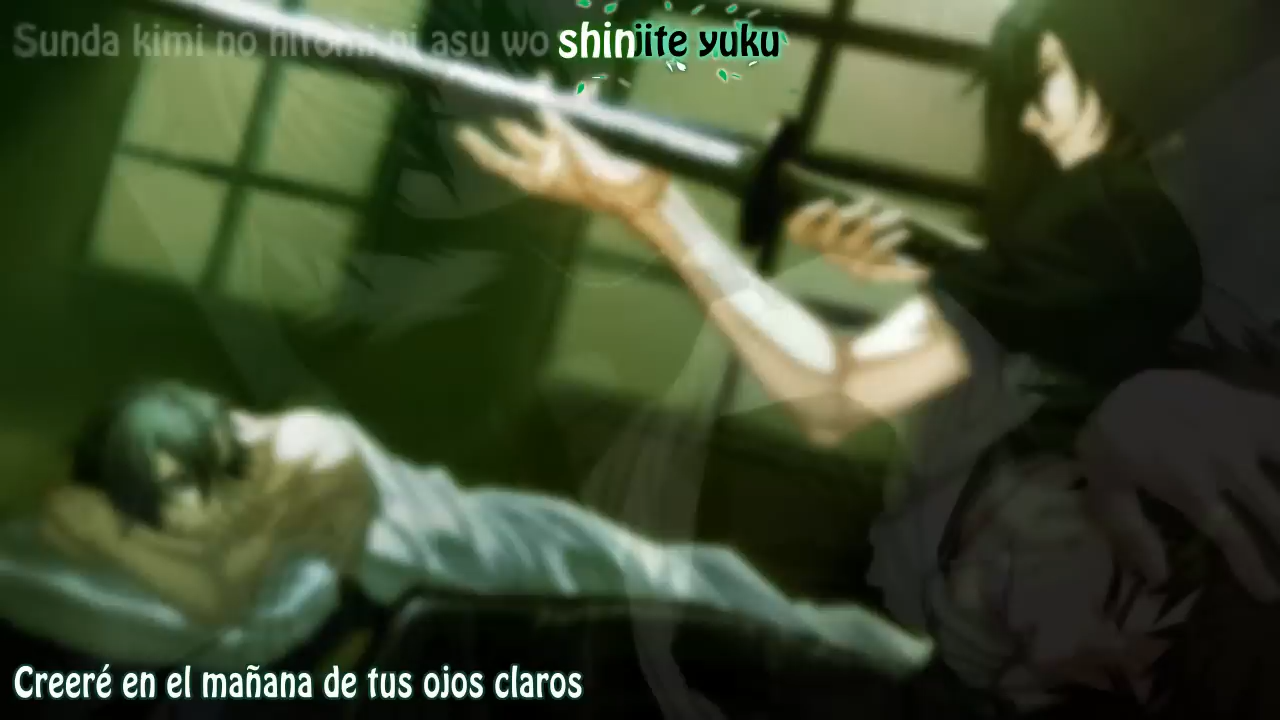 Sunda kimi no hitomi ni asu wo shinjite yuku
Creeré en el mañana de tus ojos claros